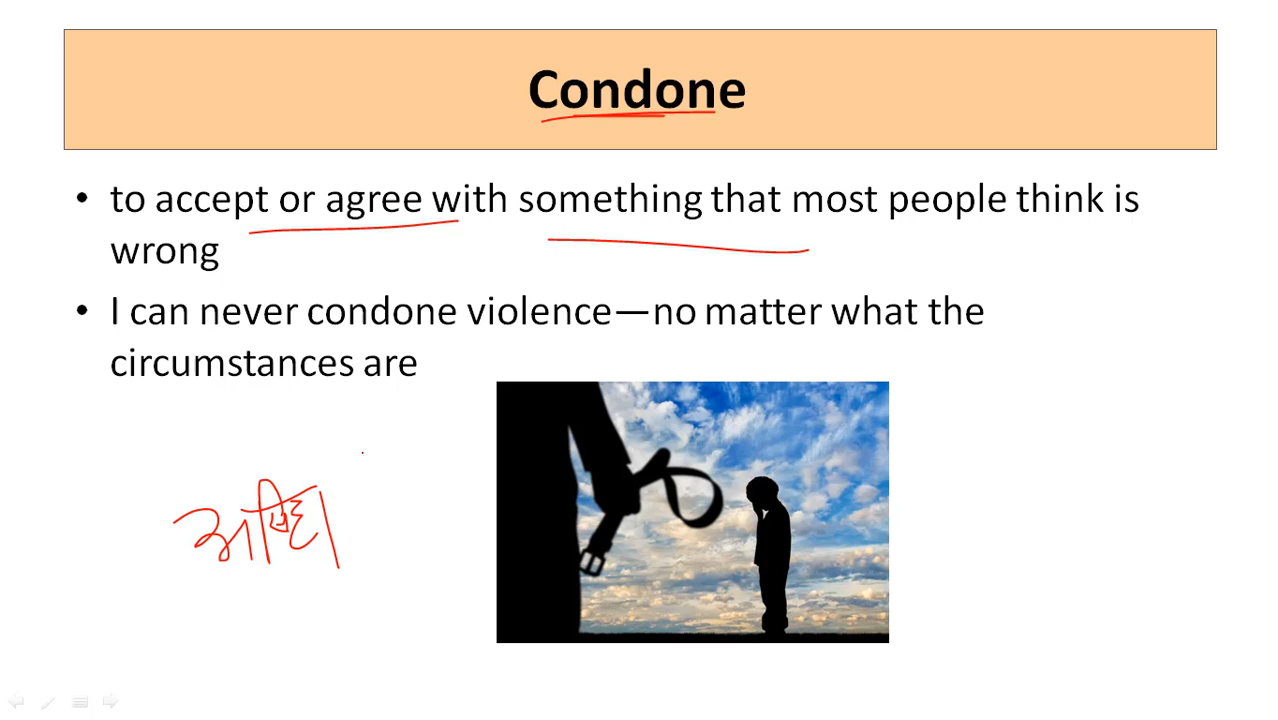 Condone
• to accept or agree with something that most people think is
wrong
• I can never condone violence—no matter what the
circumstances are